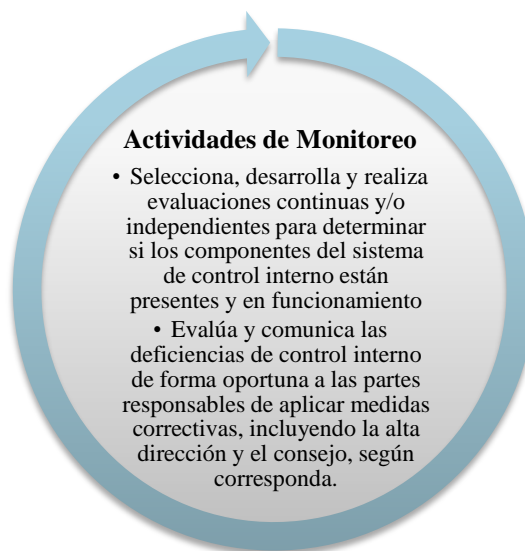 Actividades de Monitoreo
• Selecciona, desarrolla y realiza
evaluaciones continuas y/o
independientes para determinar
si los componentes del sistema
de control interno están
presentes y en funcionamiento
• Evalúa y comunica las
deficiencias de control interno
de forma oportuna a las partes
responsables de aplicar medidas
correctivas, incluyendo la alta
dirección y el consejo, según
corresponda.